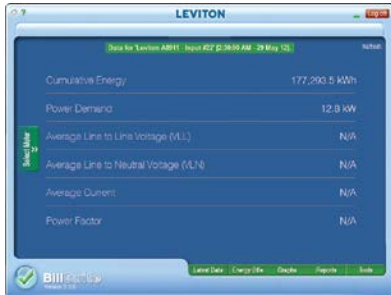 LEVITON
Log off
Data for 'Leviton A8911 - Input #22' [2:30:00 AM - 29 May 12].
Refresh
Cumulative Energy 177,293.5 kWh
Power Demand 12.8 kW
Average Line to Line Voltage (VLL) N/A
Select Meter >> Average Line to Neutral Voltage (VLN) N/A
Average Current N/A
Power Factor N/A
Latest Data Energy Bills Graphs Reports Tools
Bill